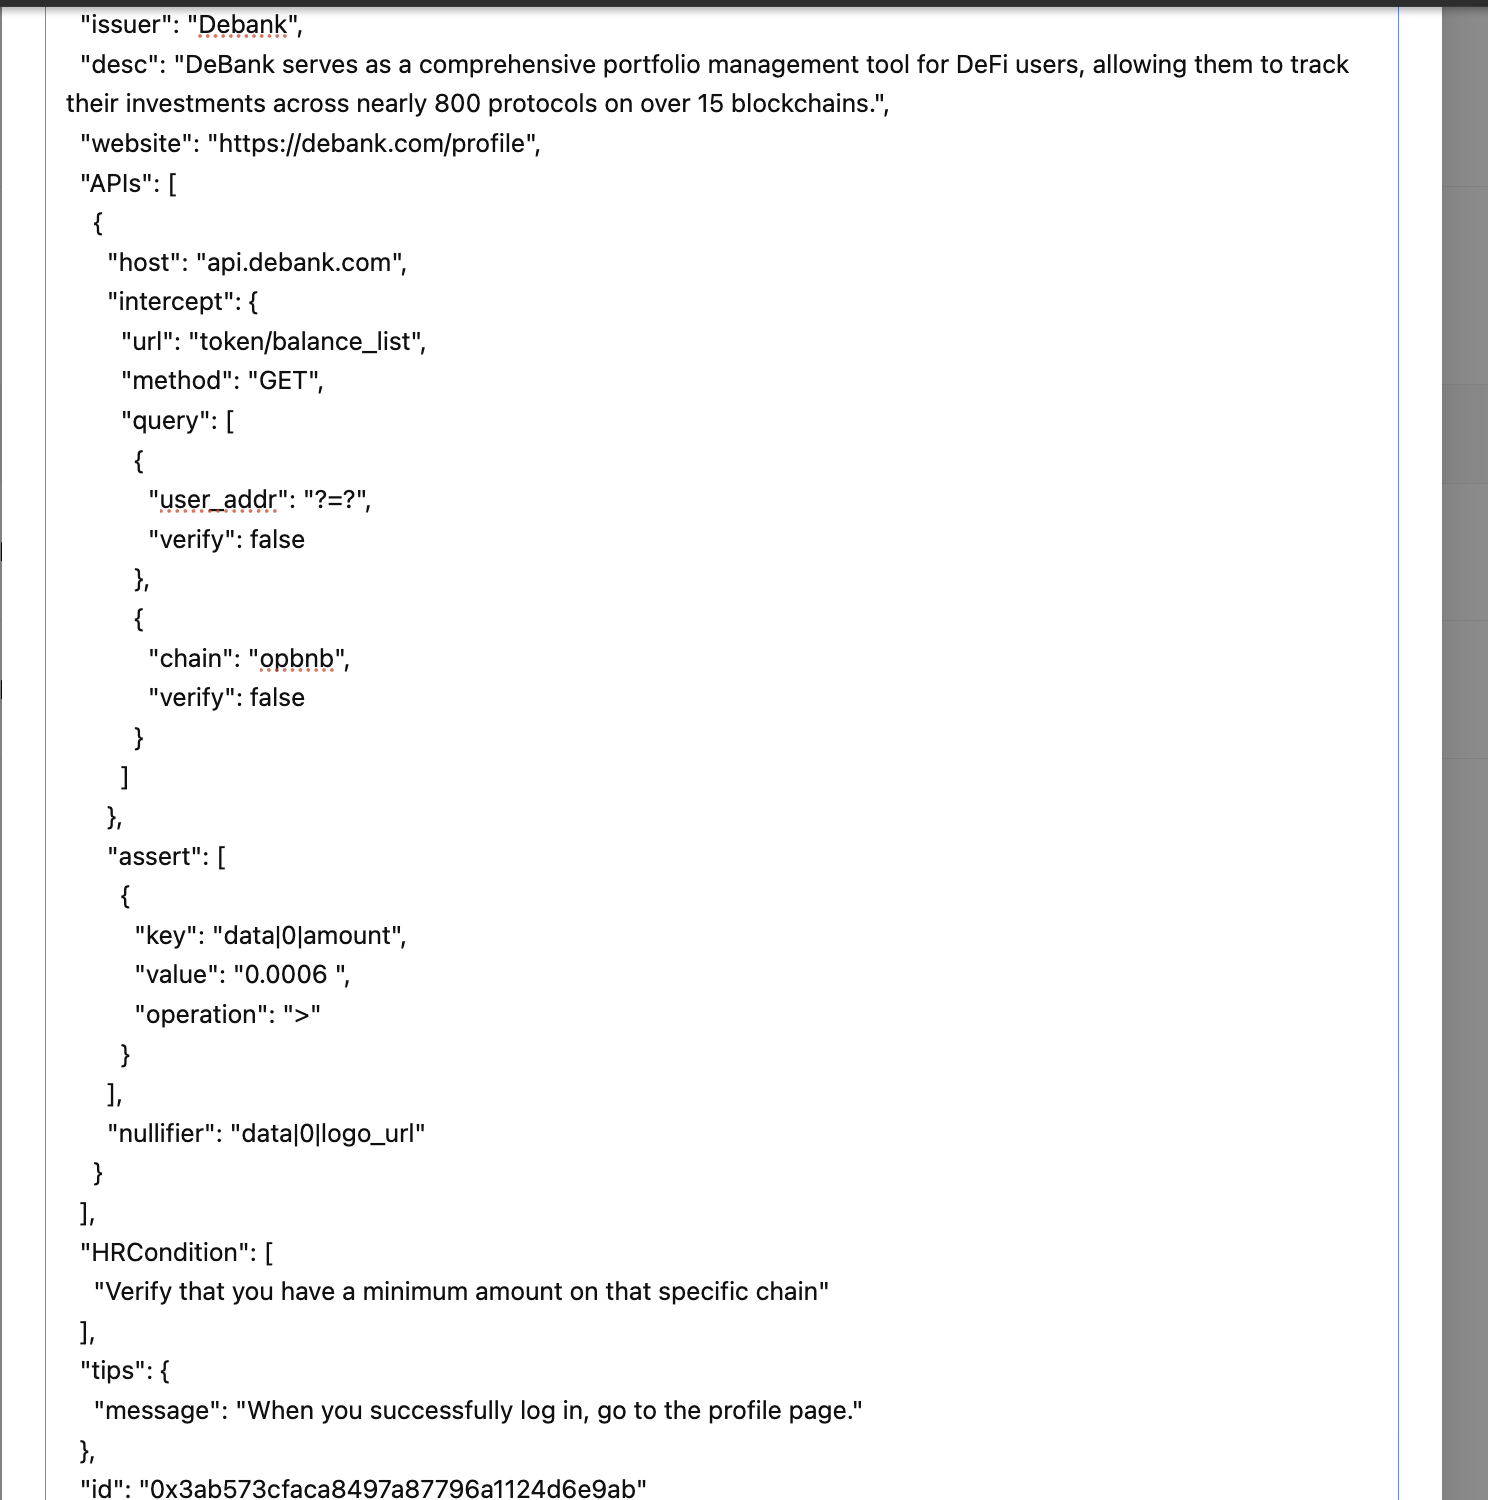 "issuer": "Debank",
"desc": "DeBank serves as a comprehensive portfolio management tool for DeFi users, allowing them to track
their investments across nearly 800 protocols on over 15 blockchains.",
"website": "https://debank.com/profile",
"APIs": [
{
"host": "api.debank.com",
"intercept": {
"url": "token/balance_list",
"method": "GET",
"query": [
{
"user_addr": "?=?",
"verify": false
},
{
"chain": "opbnb",
"verify": false
}
]
},
"assert": [
{
"key": "data|0|amount",
"value": "0.0006 ",
"operation": ">"
}
],
"nullifier": "data|0|logo_url"
}
],
"HRCondition": [
"Verify that you have a minimum amount on that specific chain"
],
"tips": {
"message": "When you successfully log in, go to the profile page."
},
"id": "0x3ab573cfaca8497a87796a1124d6e9ab"